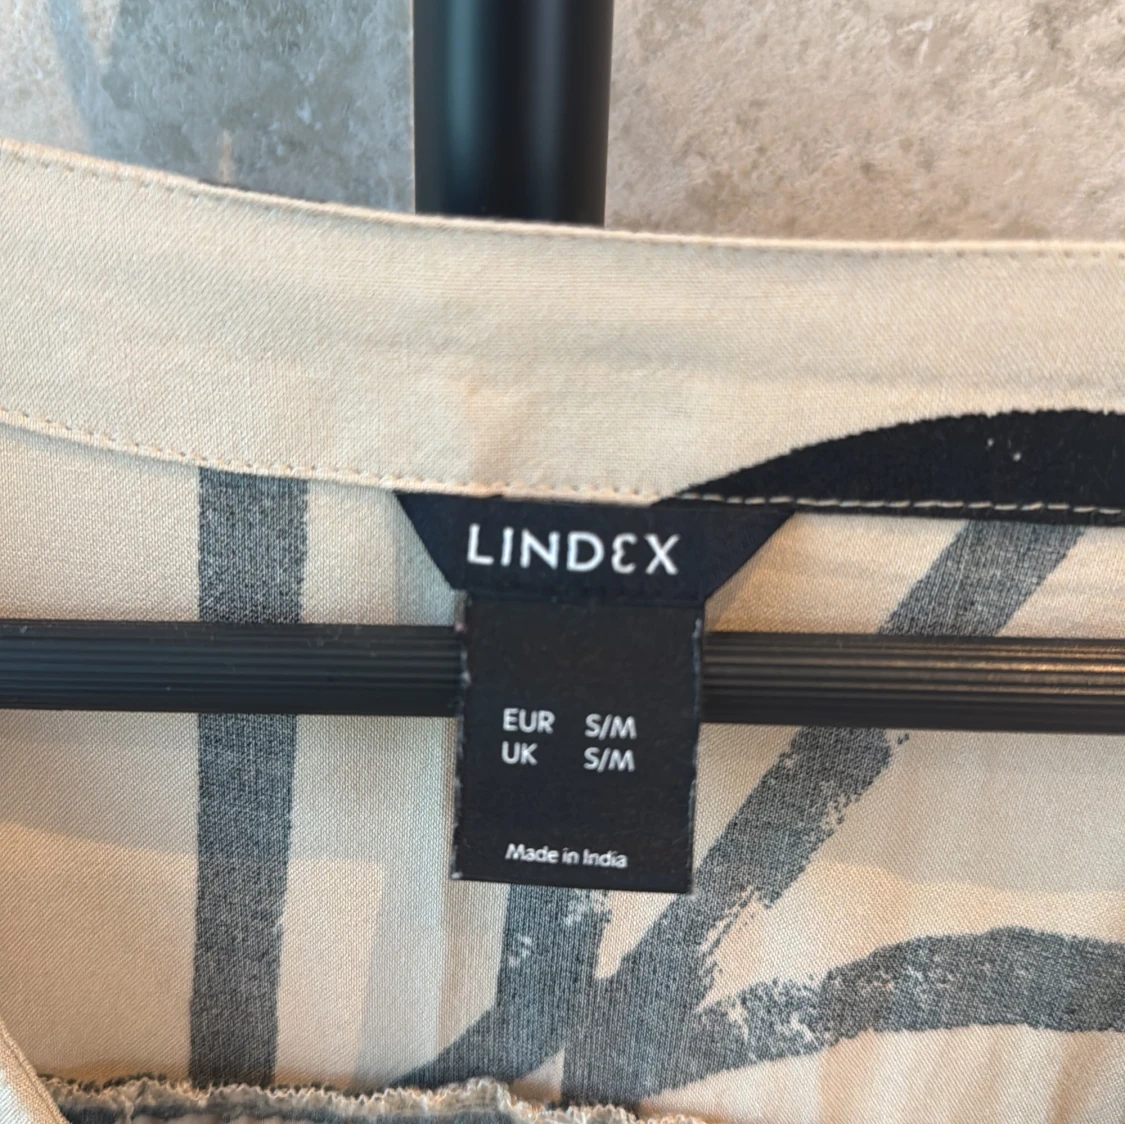 LINDEX
EUR S/M
UK S/M
Made in India